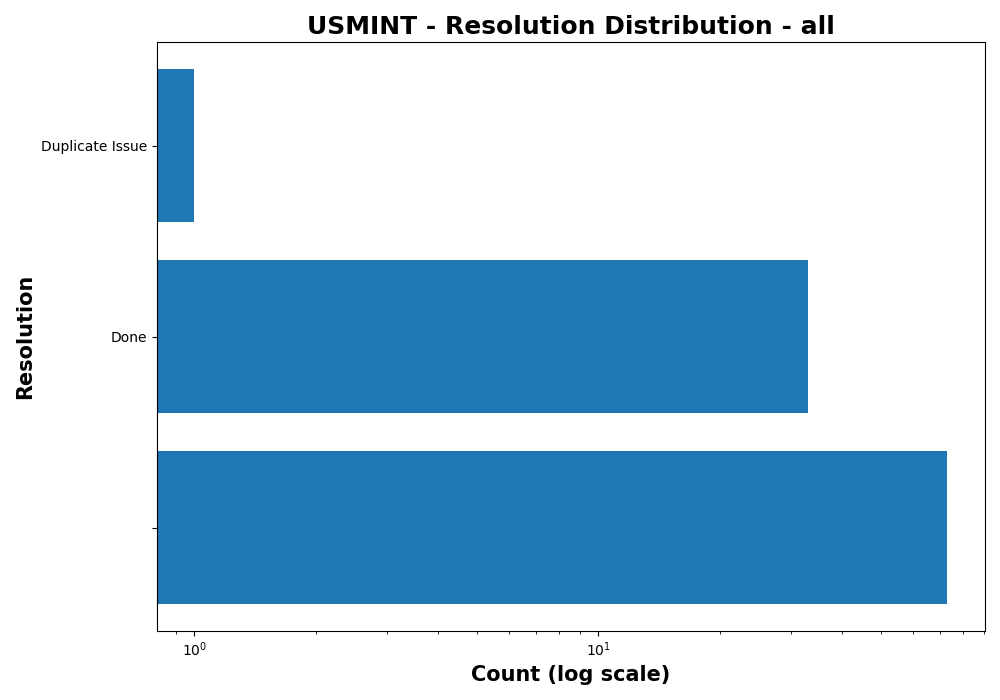 USMINT - Resolution Distribution - all
Duplicate Issue
Done
Resolution
10⁰
10¹
Count (log scale)